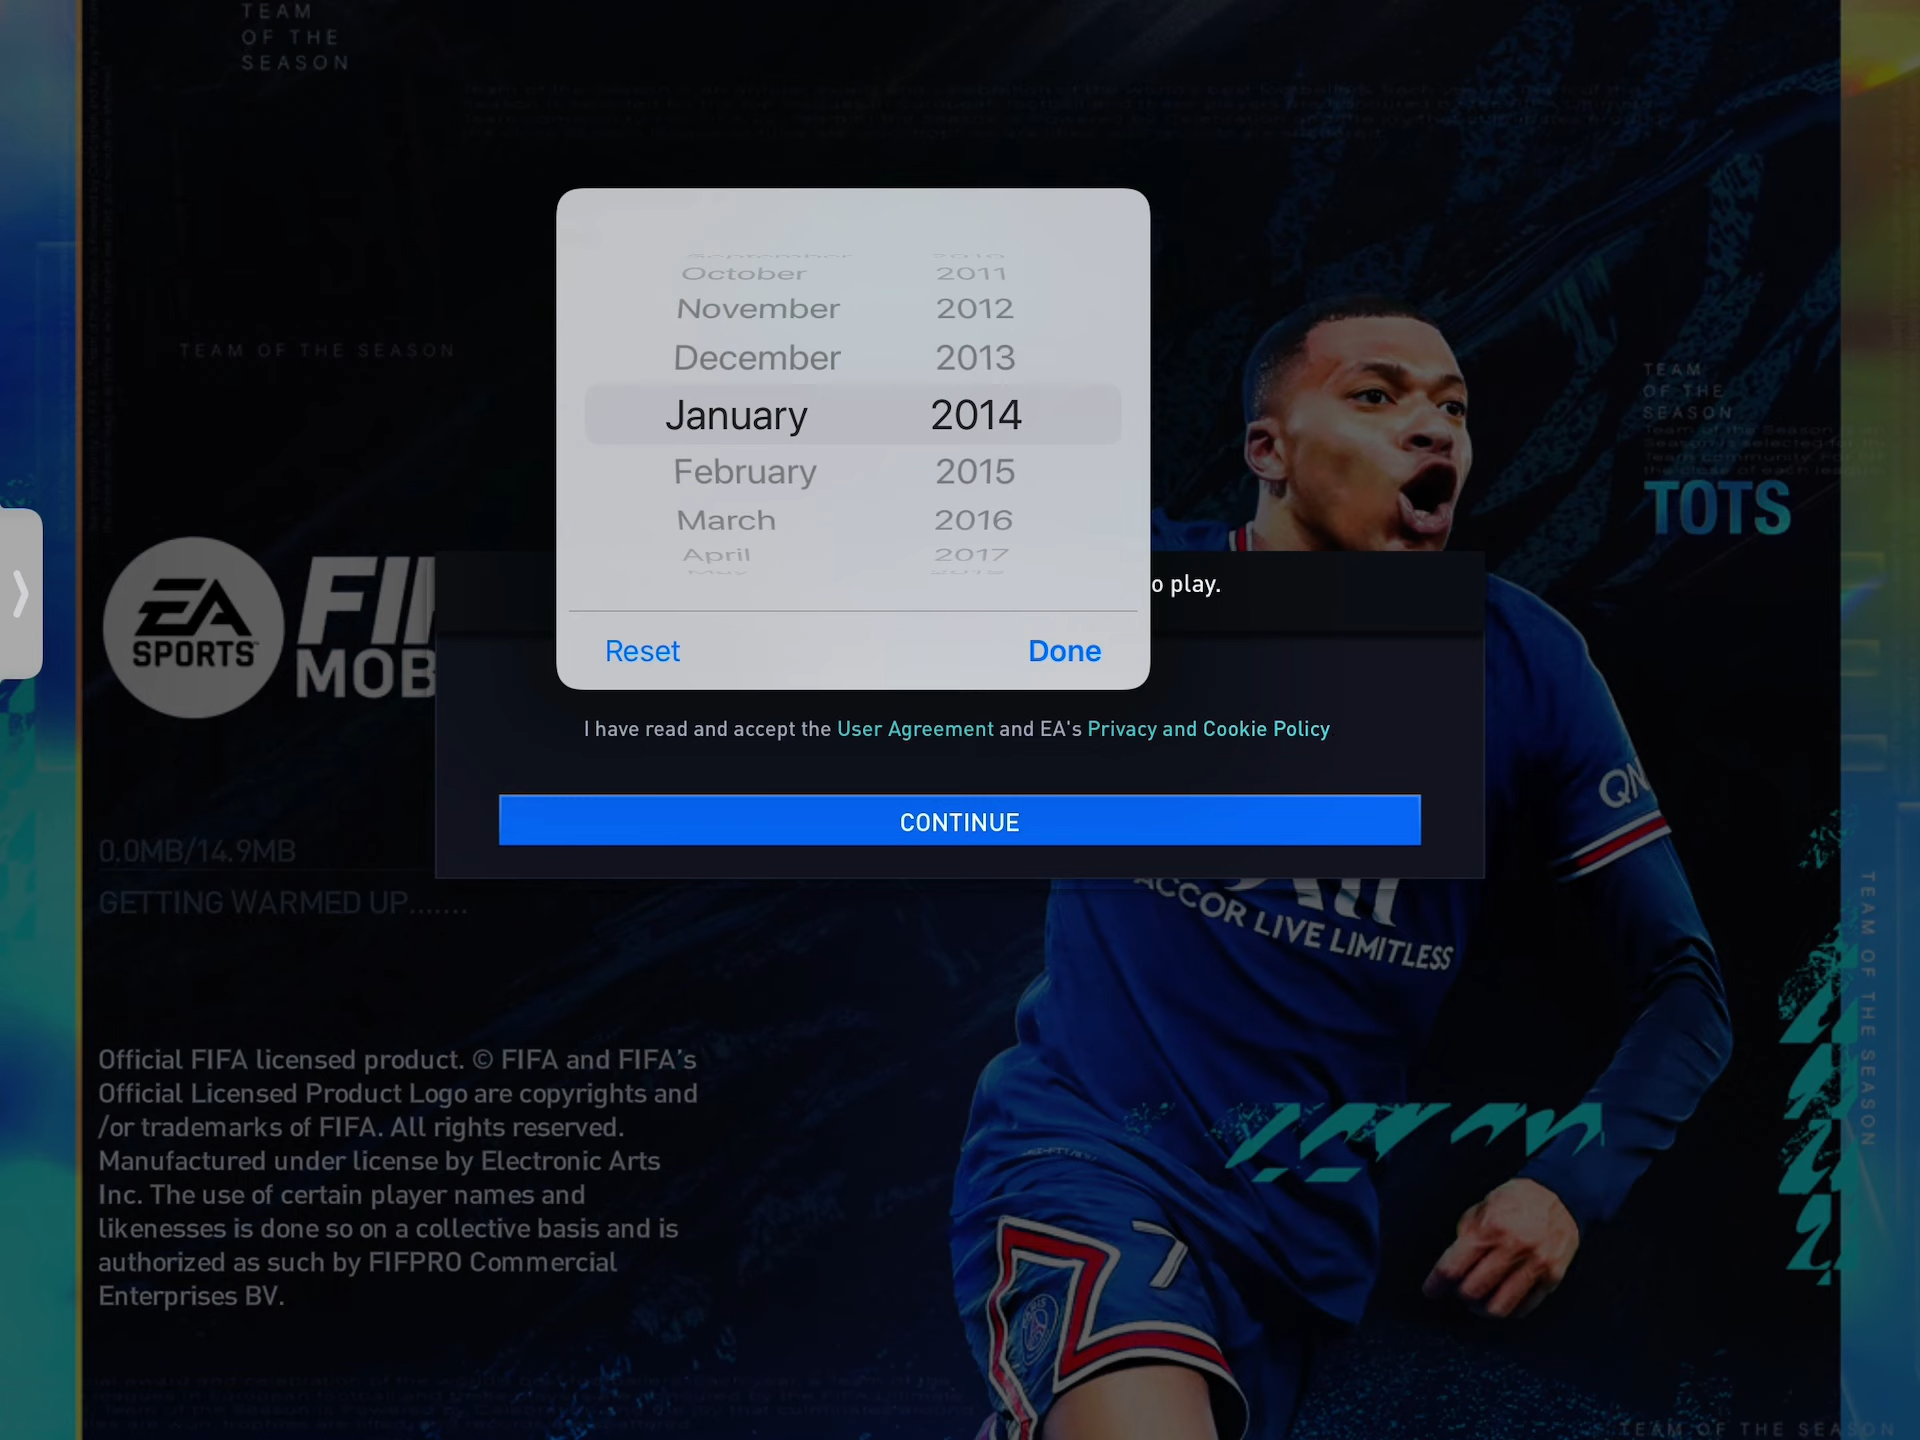 TEAM
OF THE
SEASON
TEAM OF THE SEASON
October 2011
November 2012
December 2013
January 2014
February 2015
March 2016
April 2017
May 2018
Reset Done
o play.
EA
SPORTS
FI
MOB
I have read and accept the User Agreement and EA's Privacy and Cookie Policy
CONTINUE
0.0MB/14.9MB
GETTING WARMED UP.......
Official FIFA licensed product. © FIFA and FIFA’s
Official Licensed Product Logo are copyrights and
/or trademarks of FIFA. All rights reserved.
Manufactured under license by Electronic Arts
Inc. The use of certain player names and
likenesses is done so on a collective basis and is
authorized as such by FIFPRO Commercial
Enterprises BV.
TEAM
OF THE
SEASON
TOTS
QN
ACCOR LIVE LIMITLESS
7
TEAM OF THE SEASON
TEAM OF THE SEASON